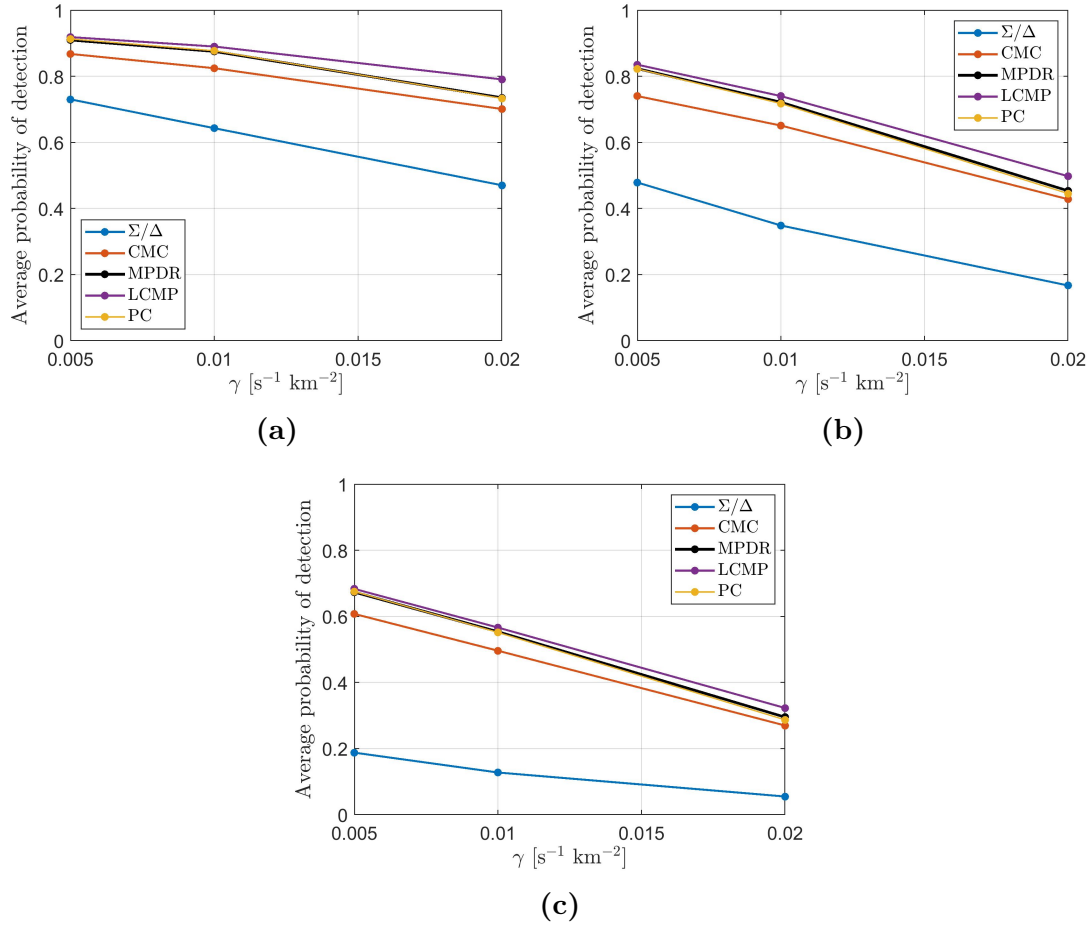 Average probability of detection
1
0.8
0.6
0.4
0.2
0
Σ/Δ
CMC
MPDR
LCMP
PC
0.005 0.01 0.015 0.02
γ [s⁻¹ km⁻²]
(a)
Average probability of detection
1
0.8
0.6
0.4
0.2
0
Σ/Δ
CMC
MPDR
LCMP
PC
0.005 0.01 0.015 0.02
γ [s⁻¹ km⁻²]
(b)
Average probability of detection
1
0.8
0.6
0.4
0.2
0
Σ/Δ
CMC
MPDR
LCMP
PC
0.005 0.01 0.015 0.02
γ [s⁻¹ km⁻²]
(c)